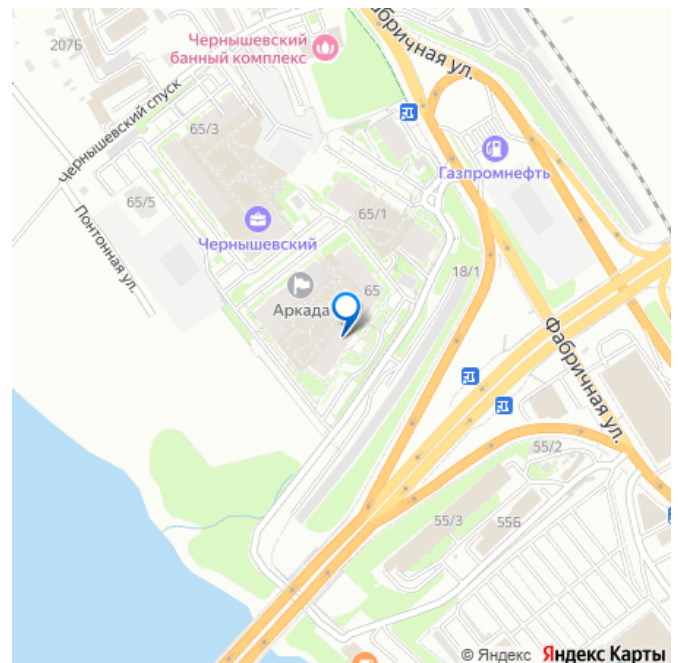 Фабричная ул.
207Б
Чернышевский
банный комплекс
Чернышевский спуск
65/3
Газпромнефть
65/5
65/1
Понтонная ул.
Чернышевский
18/1
65
Аркада
Фабричная ул.
55/2
55/3
55Б
© Яндекс Яндекс Карты